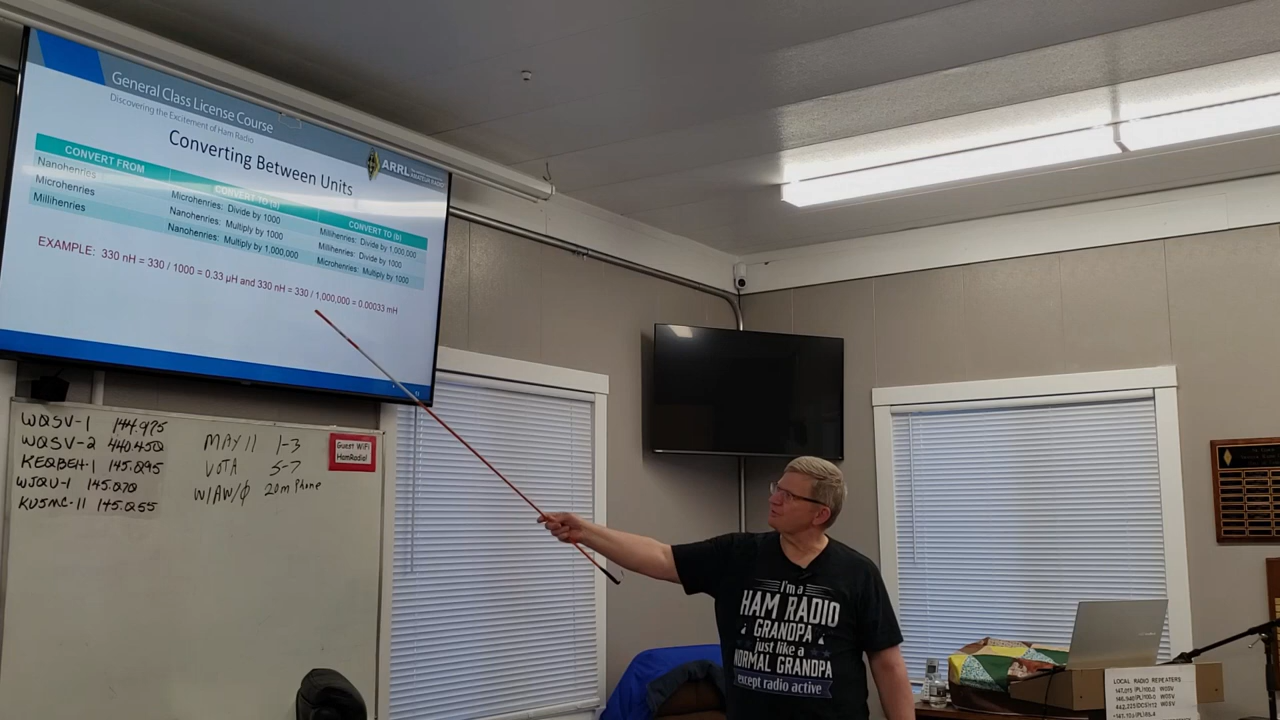 General Class License Course
Discovering the Excitement of Ham Radio
ARRL
Converting Between Units
CONVERT FROM CONVERT TO (a) CONVERT TO (b)
Nanohenries Microhenries: Divide by 1000 Millihenries: Divide by 1,000,000
Microhenries Nanohenries: Multiply by 1000 Millihenries: Divide by 1000
Millihenries Nanohenries: Multiply by 1,000,000 Microhenries: Multiply by 1000
EXAMPLE: 330 nH = 330 / 1000 = 0.33 µH and 330 nH = 330 / 1,000,000 = 0.00033 mH
WQSV-1 144.975
WQSV-2 440.450
KEQBEH-1 145.095
WJQU-1 145.070
KUSMC-11 145.055
MAY 11 1-3
VOTA 5-7
W1AW/Ø 20m Phone
Guest WiFi
HamRadio!
I'm a
HAM RADIO
GRANDPA
just like a
NORMAL GRANDPA
except radio active
LOCAL RADIO REPEATERS